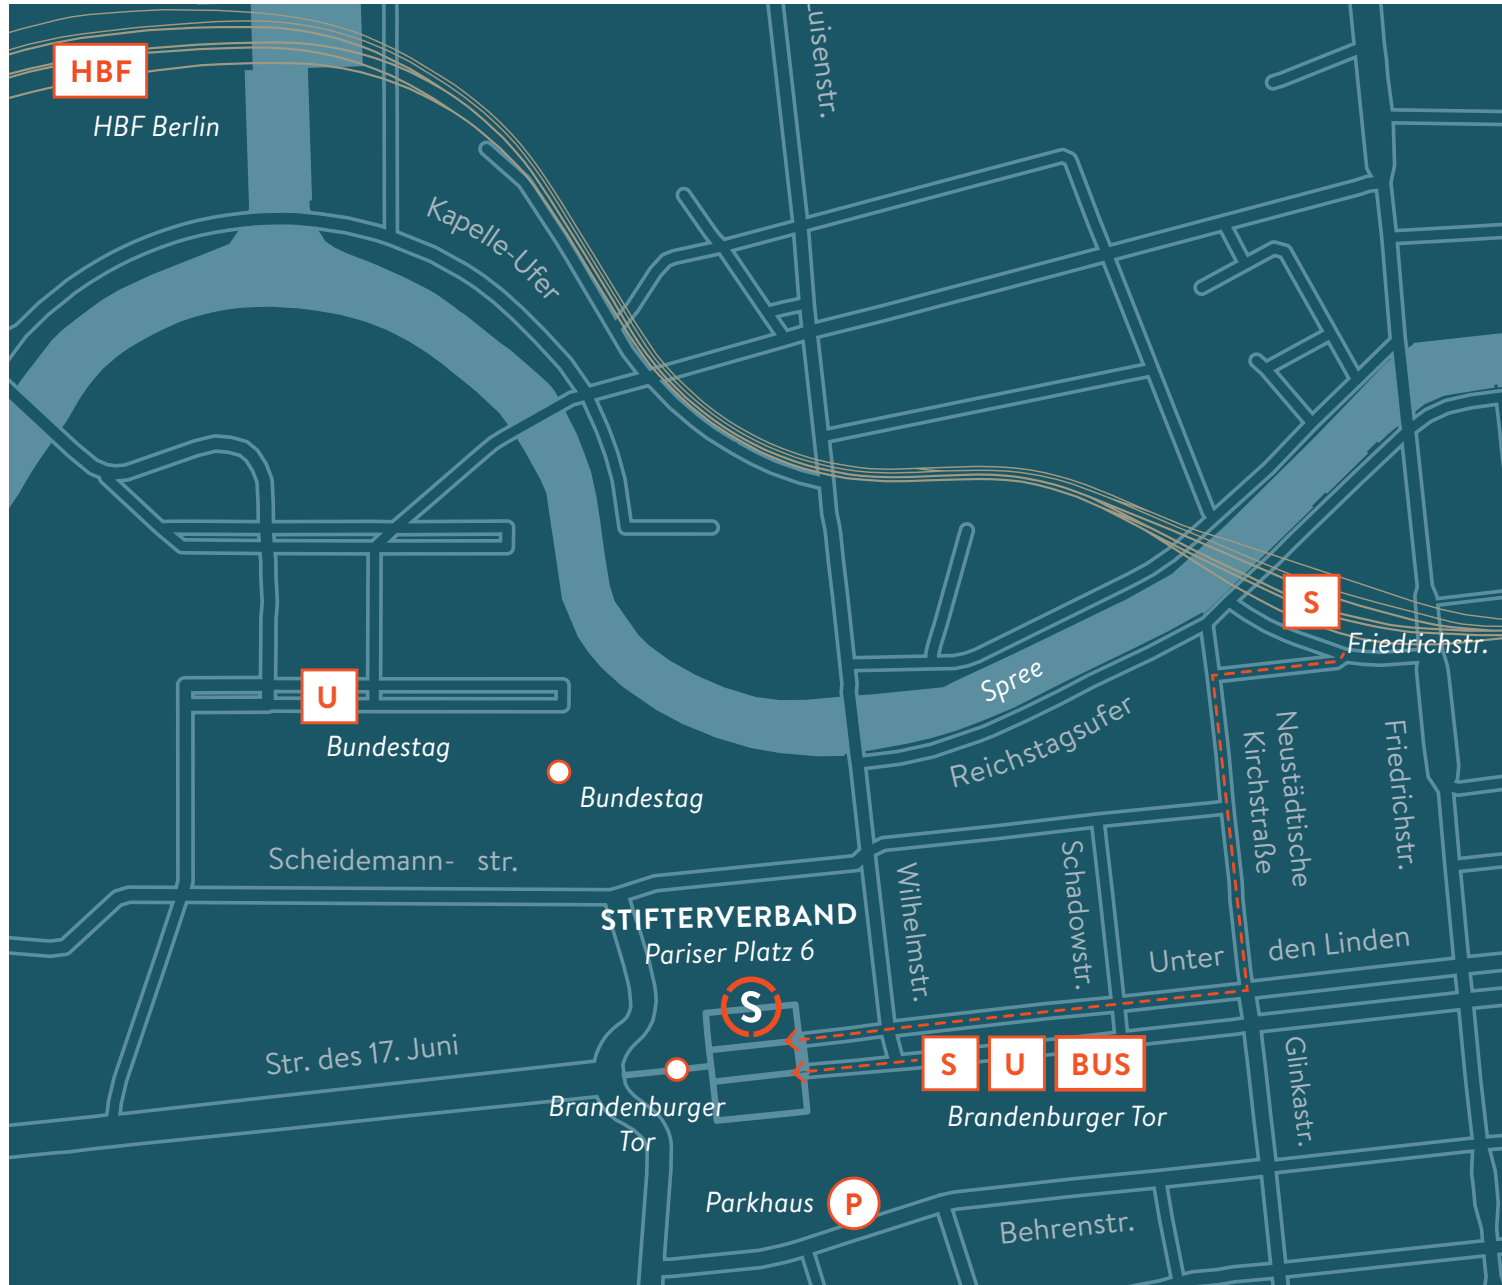 Luisenstr.
HBF
HBF Berlin
Kapelle-Ufer
S
Friedrichstr.
Spree
Reichstagsufer
U
Bundestag
Bundestag
Neustädtische
Kirchstraße
Friedrichstr.
Scheidemann- str.
Wilhelmstr.
Schadowstr.
STIFTERVERBAND
Pariser Platz 6
S
Unter den Linden
Str. des 17. Juni
S U BUS
Brandenburger Tor
Brandenburger
Tor
Glinkastr.
Parkhaus P
Behrenstr.